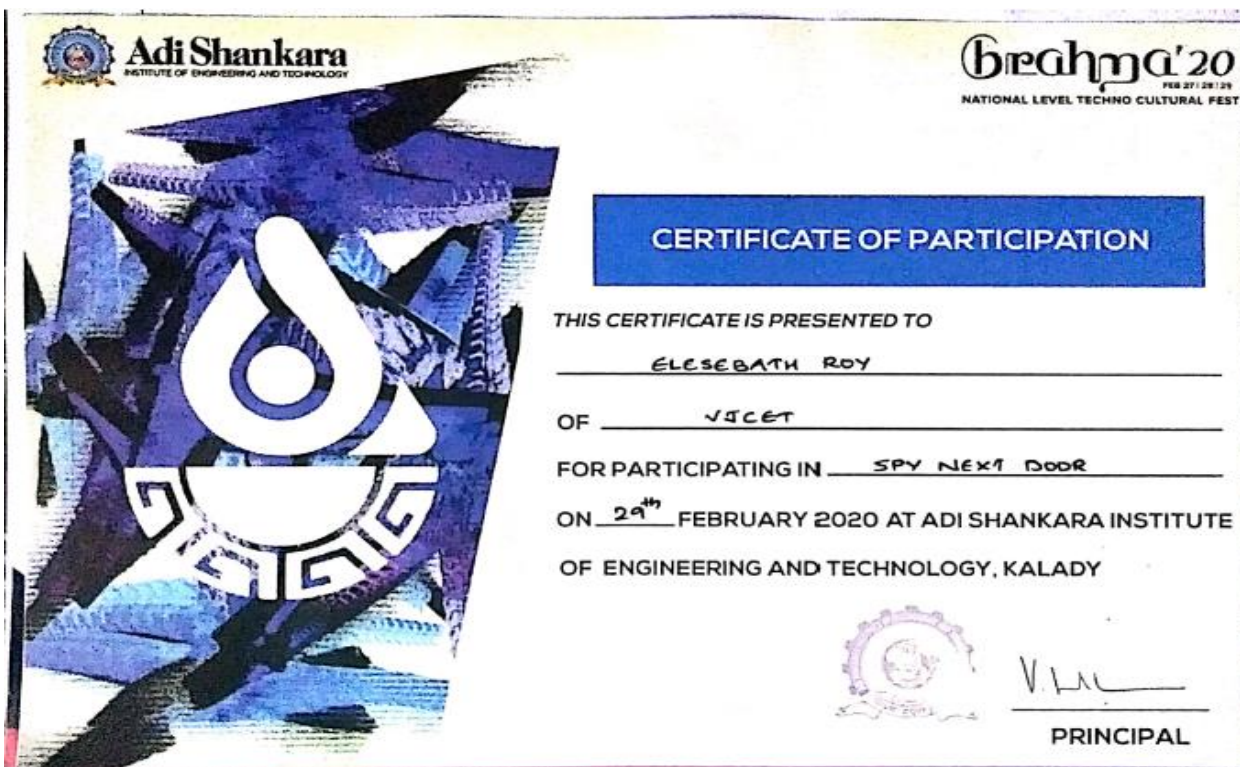 Adi Shankara
INSTITUTE OF ENGINEERING AND TECHNOLOGY
brahma'20
FEB 27 | 28 | 29
NATIONAL LEVEL TECHNO CULTURAL FEST
CERTIFICATE OF PARTICIPATION
THIS CERTIFICATE IS PRESENTED TO
ELESEBATH ROY
OF VJCET
FOR PARTICIPATING IN SPY NEXT DOOR
ON 29th FEBRUARY 2020 AT ADI SHANKARA INSTITUTE
OF ENGINEERING AND TECHNOLOGY, KALADY
PRINCIPAL